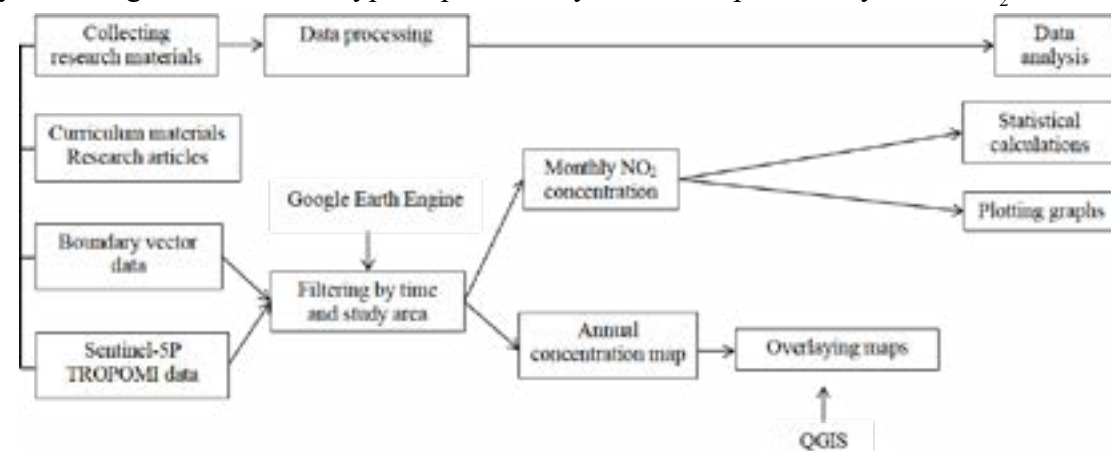 Collecting
research materials
Data processing
Data
analysis
Curriculum materials
Research articles
Statistical
calculations
Monthly NO₂
concentration
Google Earth Engine
Plotting graphs
Boundary vector
data
Filtering by time
and study area
Annual
concentration map
Overlaying maps
Sentinel-5P
TROPOMI data
QGIS